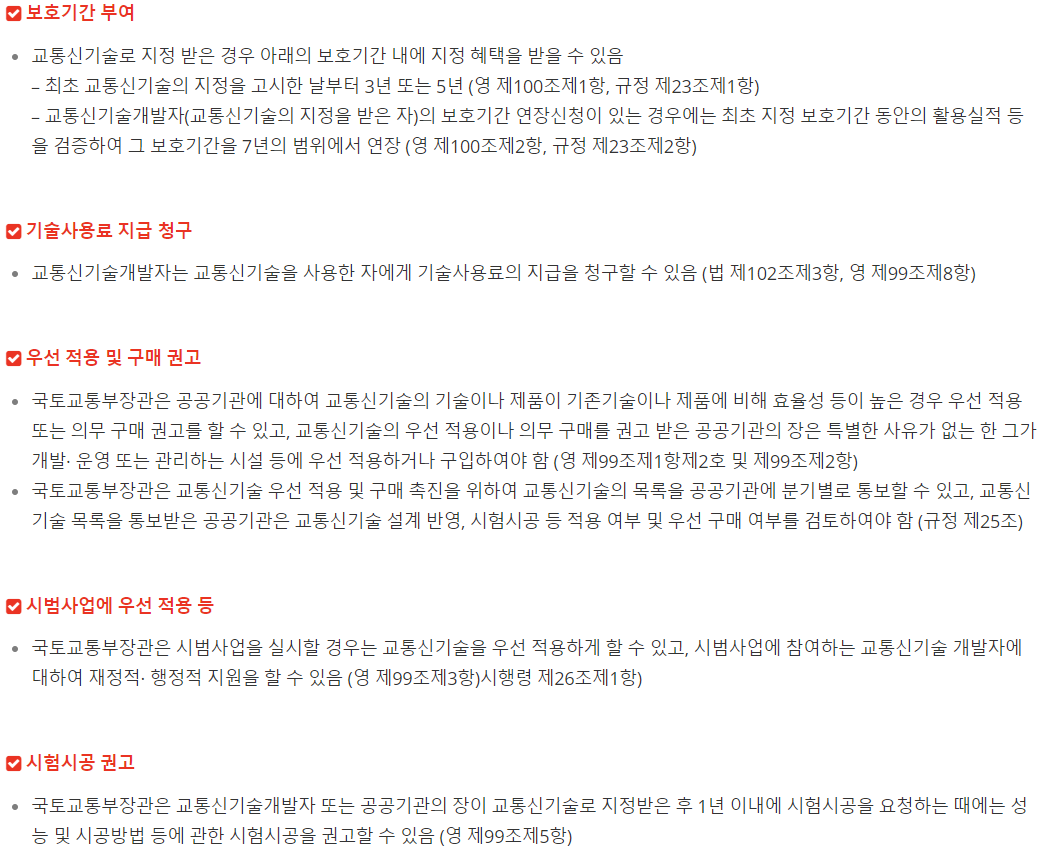 보호기간 부여
• 교통신기술로 지정 받은 경우 아래의 보호기간 내에 지정 혜택을 받을 수 있음
– 최초 교통신기술의 지정을 고시한 날부터 3년 또는 5년 (영 제100조제1항, 규정 제23조제1항)
– 교통신기술개발자(교통신기술의 지정을 받은 자)의 보호기간 연장신청이 있는 경우에는 최초 지정 보호기간 동안의 활용실적 등
을 검증하여 그 보호기간을 7년의 범위에서 연장 (영 제100조제2항, 규정 제23조제2항)
기술사용료 지급 청구
• 교통신기술개발자는 교통신기술을 사용한 자에게 기술사용료의 지급을 청구할 수 있음 (법 제102조제3항, 영 제99조제8항)
우선 적용 및 구매 권고
• 국토교통부장관은 공공기관에 대하여 교통신기술의 기술이나 제품이 기존기술이나 제품에 비해 효율성 등이 높은 경우 우선 적용
또는 의무 구매 권고를 할 수 있고, 교통신기술의 우선 적용이나 의무 구매를 권고 받은 공공기관의 장은 특별한 사유가 없는 한 그가
개발· 운영 또는 관리하는 시설 등에 우선 적용하거나 구입하여야 함 (영 제99조제1항제2호 및 제99조제2항)
• 국토교통부장관은 교통신기술 우선 적용 및 구매 촉진을 위하여 교통신기술의 목록을 공공기관에 분기별로 통보할 수 있고, 교통신
기술 목록을 통보받은 공공기관은 교통신기술 설계 반영, 시험시공 등 적용 여부 및 우선 구매 여부를 검토하여야 함 (규정 제25조)
시범사업에 우선 적용 등
• 국토교통부장관은 시범사업을 실시할 경우는 교통신기술을 우선 적용하게 할 수 있고, 시범사업에 참여하는 교통신기술 개발자에
대하여 재정적· 행정적 지원을 할 수 있음 (영 제99조제3항)시행령 제26조제1항)
시험시공 권고
• 국토교통부장관은 교통신기술개발자 또는 공공기관의 장이 교통신기술로 지정받은 후 1년 이내에 시험시공을 요청하는 때에는 성
능 및 시공방법 등에 관한 시험시공을 권고할 수 있음 (영 제99조제5항)